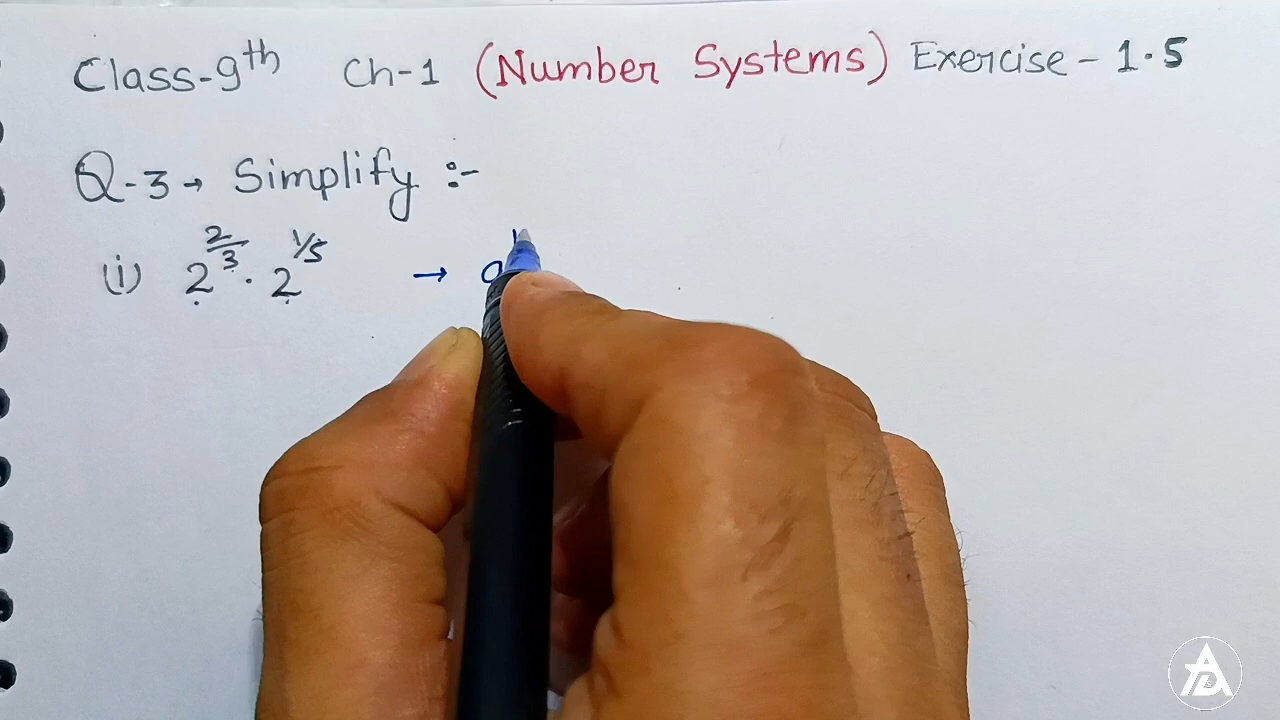 Class-9th Ch-1 (Number Systems) Exercise - 1.5
Q-3→ Simplify :-
(i) 2^2/3 . 2^1/5 → a